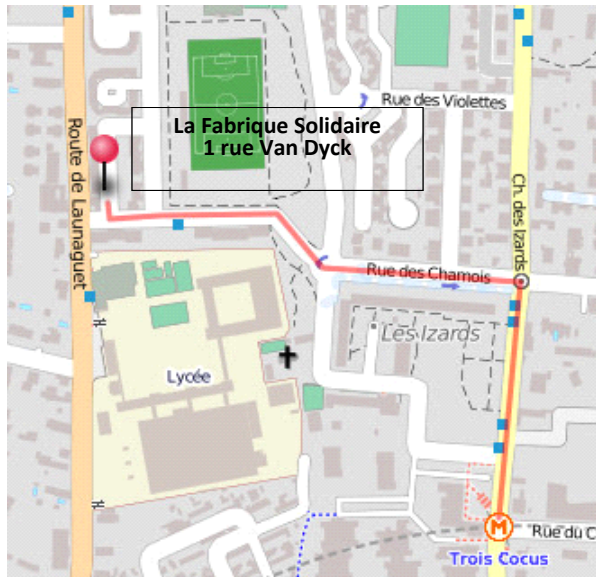 La Fabrique Solidaire
1 rue Van Dyck
Rue des Violettes
Route de Launaguet
Ch. des Izards
Rue des Chamois
Les Izards
Lycée
M
Rue du C
Trois Cocus